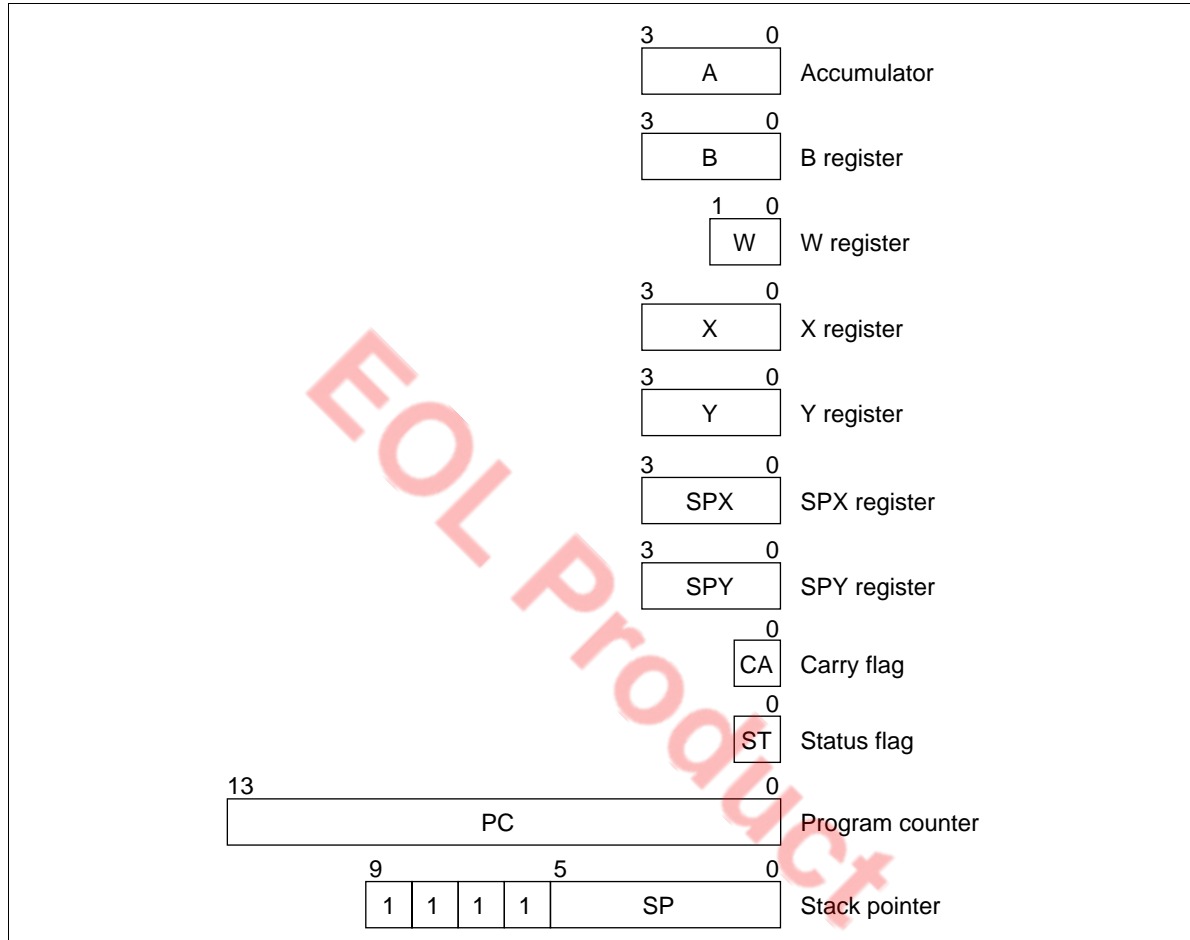 3 0
A Accumulator
3 0
B B register
1 0
W W register
3 0
X X register
3 0
Y Y register
3 0
SPX SPX register
3 0
SPY SPY register
0
CA Carry flag
0
ST Status flag
13 0
PC Program counter
9 5 0
1 1 1 1 SP Stack pointer
EOL Product